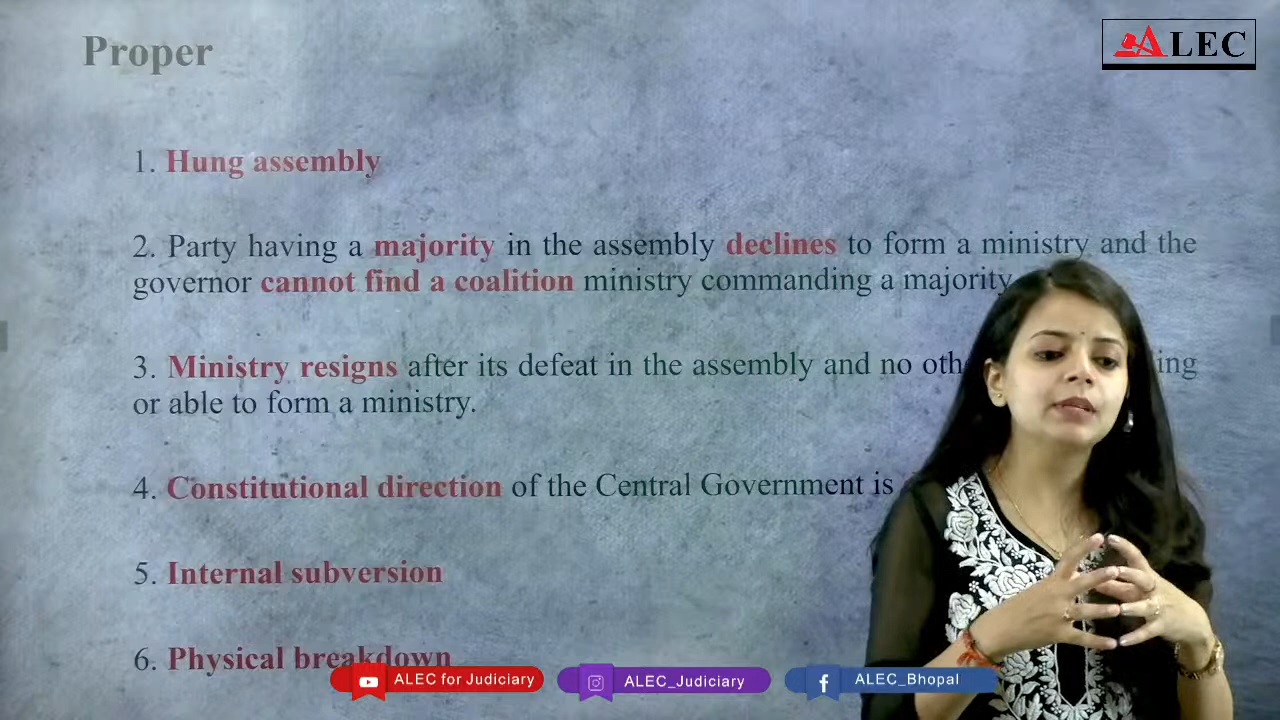 Proper
ALEC
1. Hung assembly
2. Party having a majority in the assembly declines to form a ministry and the
governor cannot find a coalition ministry commanding a majority
3. Ministry resigns after its defeat in the assembly and no
or able to form a ministry.
4. Constitutional direction of the Central Government is
5. Internal subversion
6. Physical breakdown
ALEC for Judiciary
ALEC_Judiciary
ALEC_Bhopal